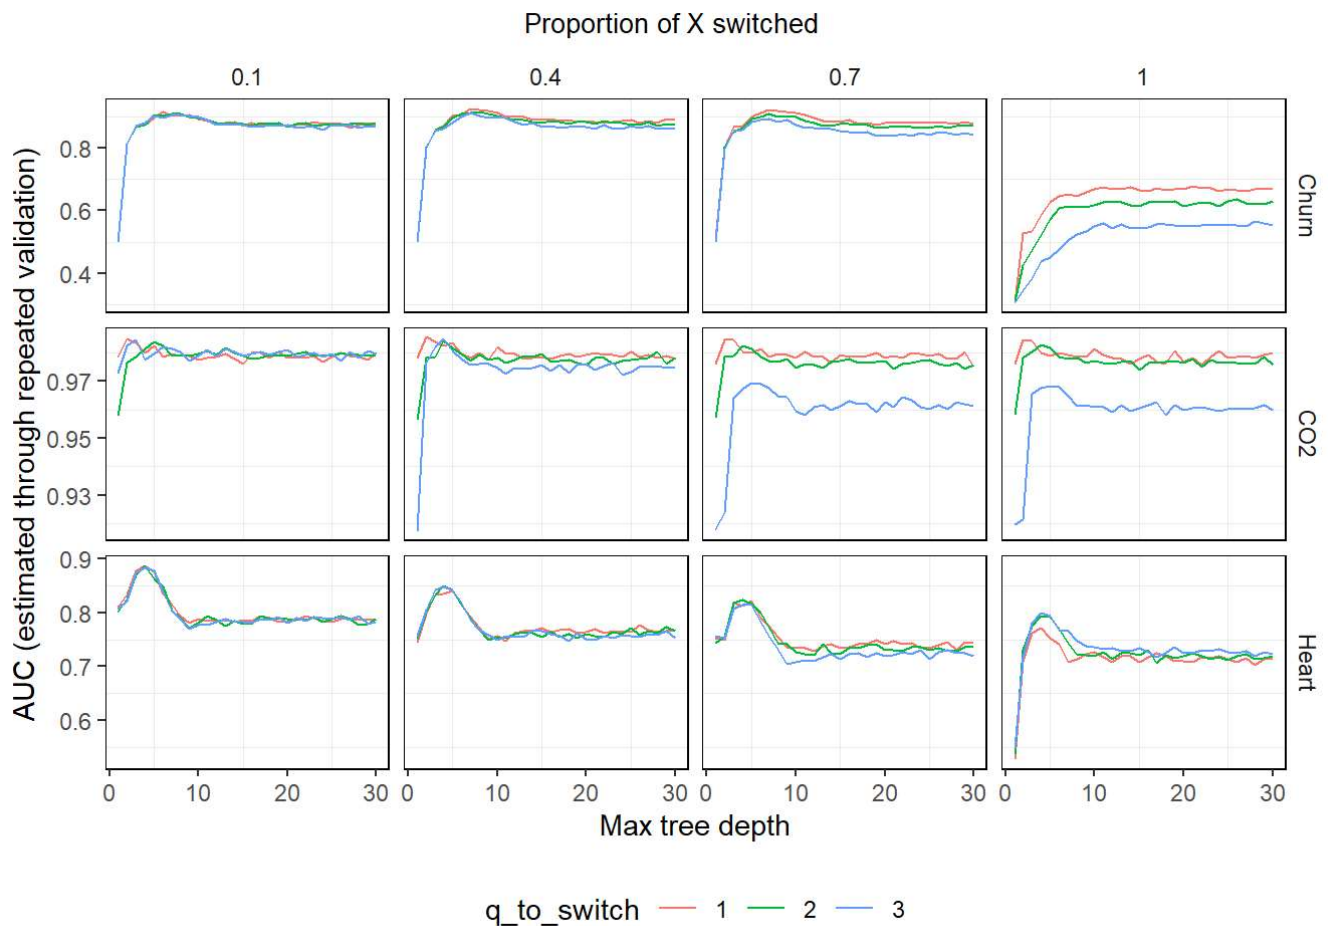 Proportion of X switched
0.1 0.4 0.7 1
AUC (estimated through repeated validation)
0.8
0.6
0.4
Churn
0.97
0.95
0.93
CO2
0.9
0.8
0.7
0.6
Heart
0 10 20 30 0 10 20 30 0 10 20 30 0 10 20 30
Max tree depth
q_to_switch 1 2 3